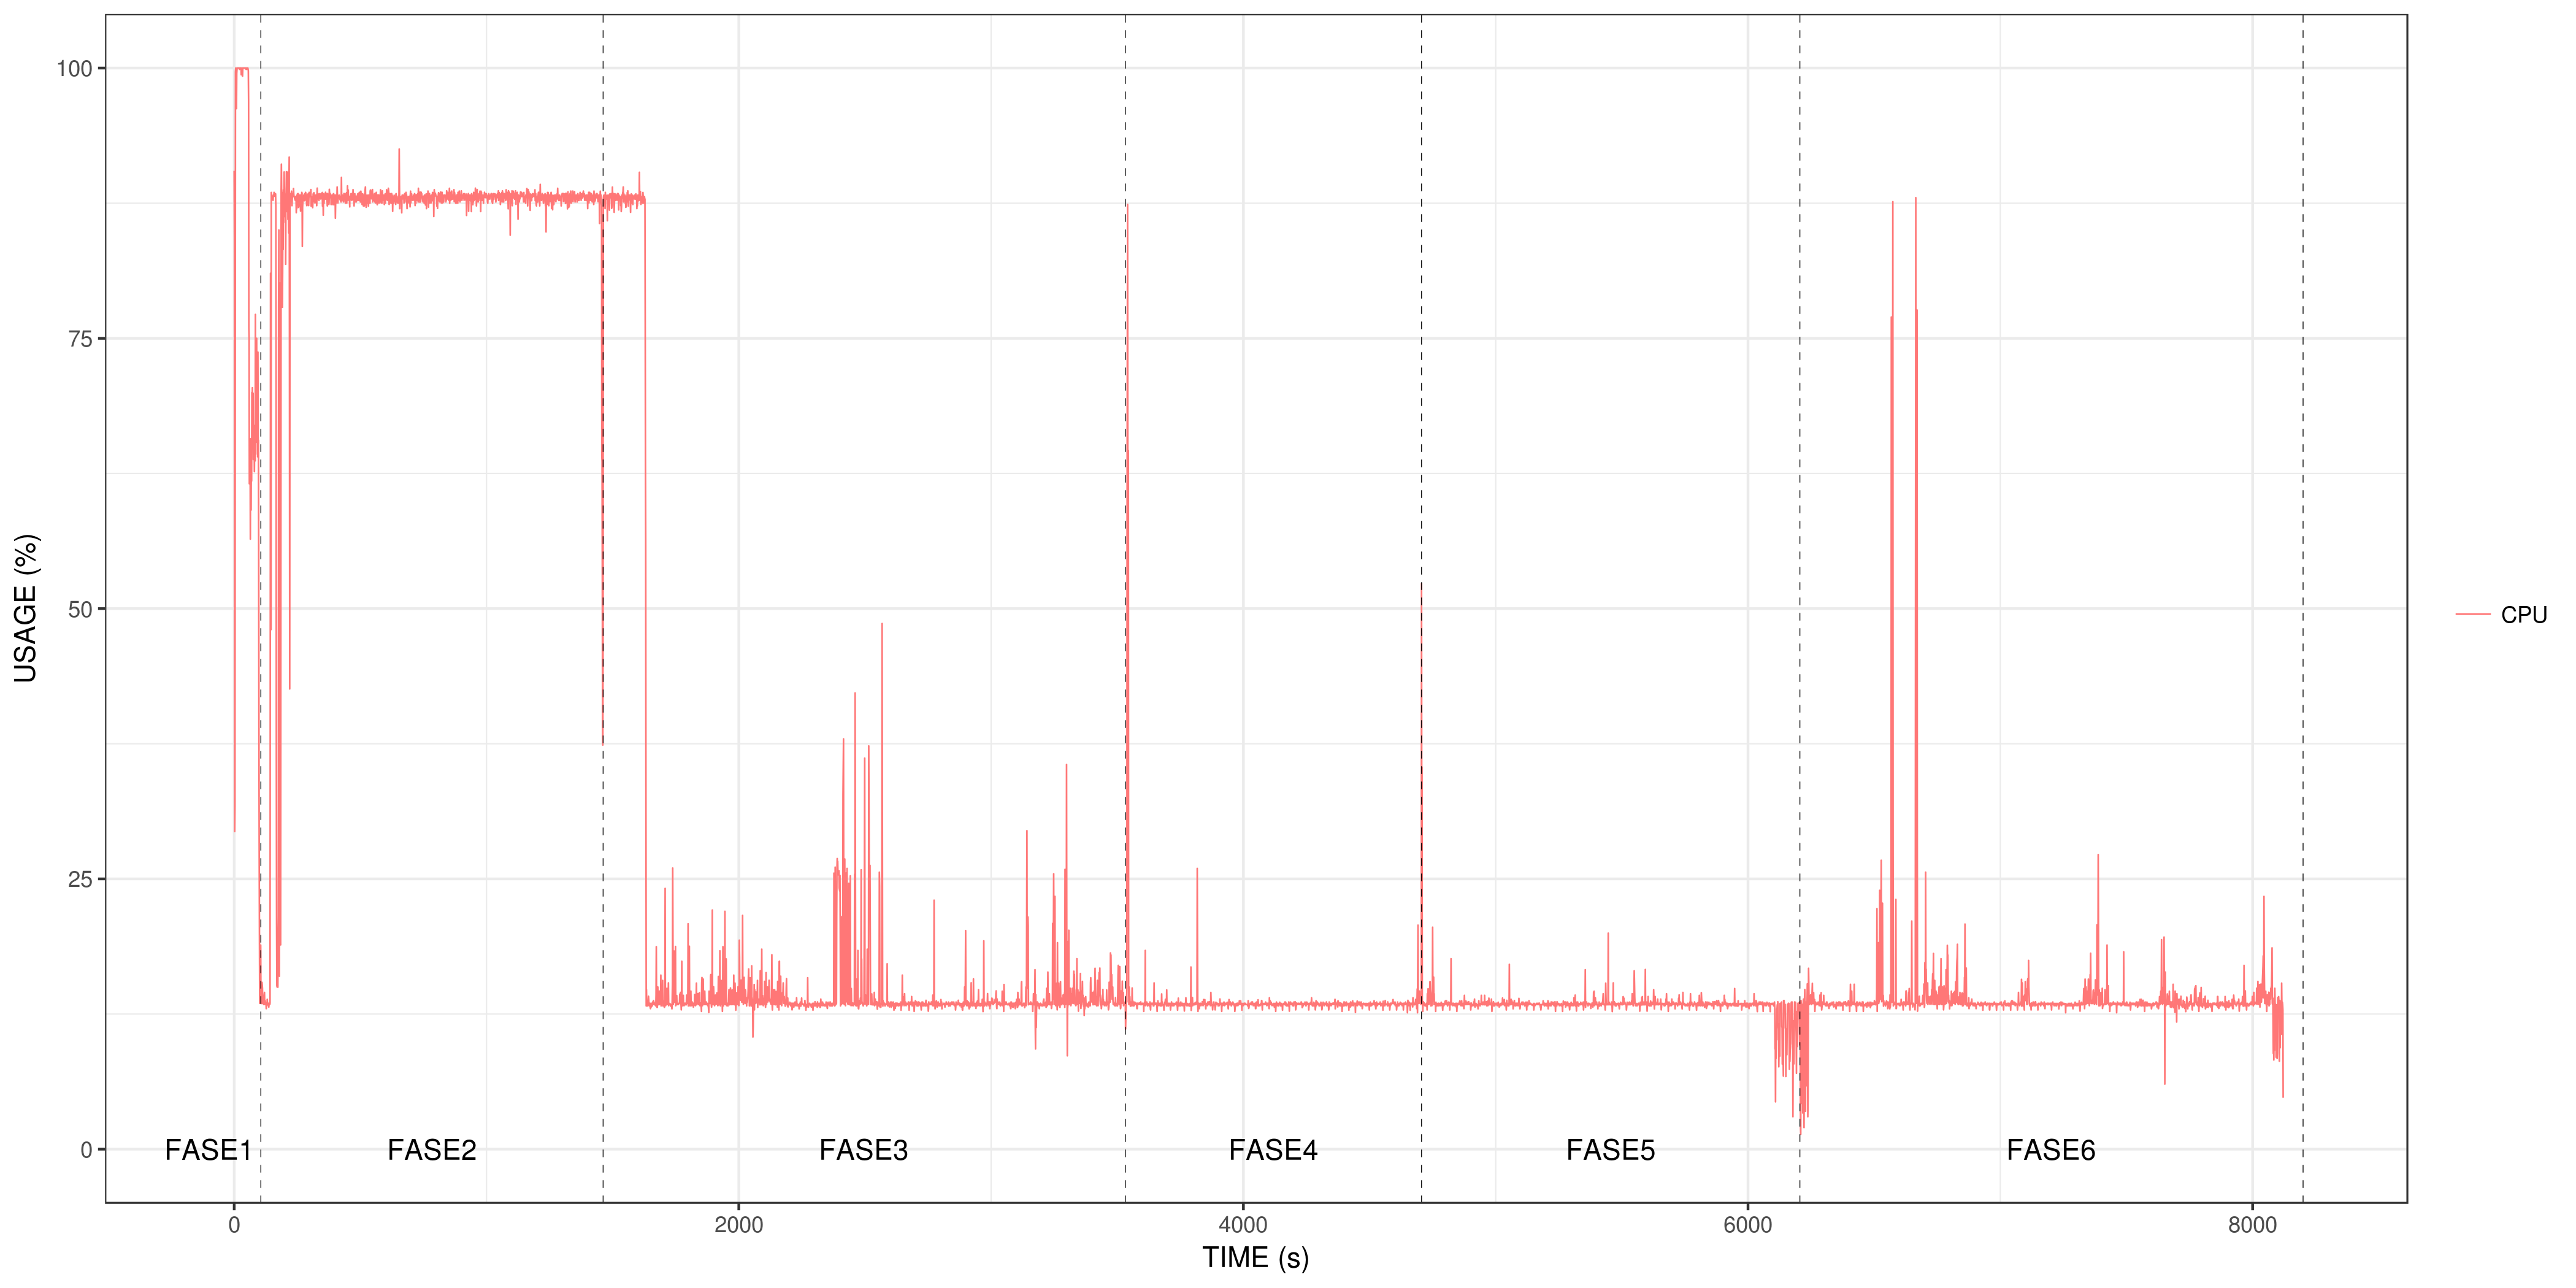 100
75
50
25
0
USAGE (%)
FASE1
FASE2
FASE3
FASE4
FASE5
FASE6
0
2000
4000
6000
8000
TIME (s)
CPU